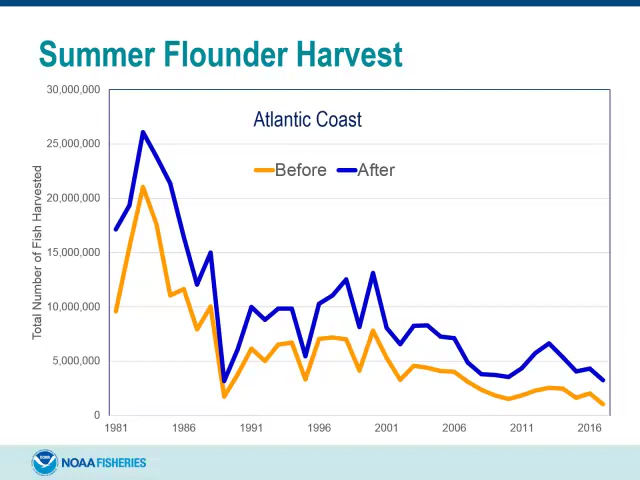 Summer Flounder Harvest
30,000,000
Atlantic Coast
25,000,000
Before After
20,000,000
15,000,000
10,000,000
5,000,000
0
Total Number of Fish Harvested
1981 1986 1991 1996 2001 2006 2011 2016
NOAA FISHERIES